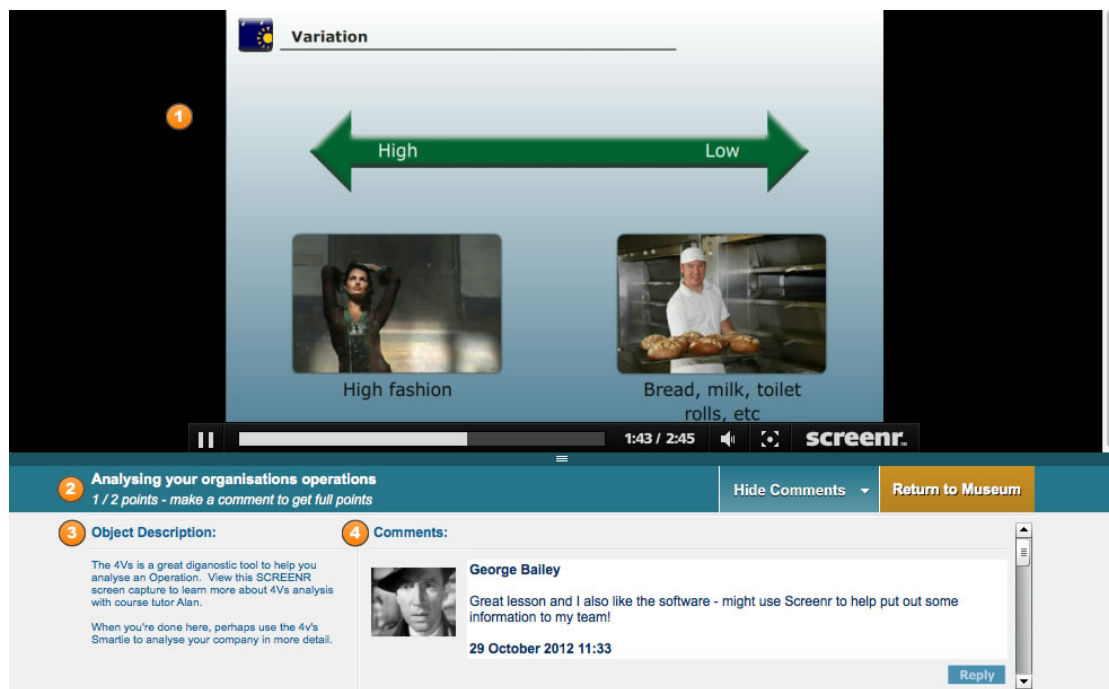 Variation
1
High
Low
High fashion
Bread, milk, toilet
rolls, etc
1:43 / 2:45
screenr
2
Analysing your organisations operations
1 / 2 points - make a comment to get full points
Hide Comments
Return to Museum
3
Object Description:
The 4Vs is a great diganostic tool to help you
analyse an Operation. View this SCREENR
screen capture to learn more about 4Vs analysis
with course tutor Alan.
When you're done here, perhaps use the 4v's
Smartie to analyse your company in more detail.
4
Comments:
George Bailey
Great lesson and I also like the software - might use Screenr to help put out some
information to my team!
29 October 2012 11:33
Reply